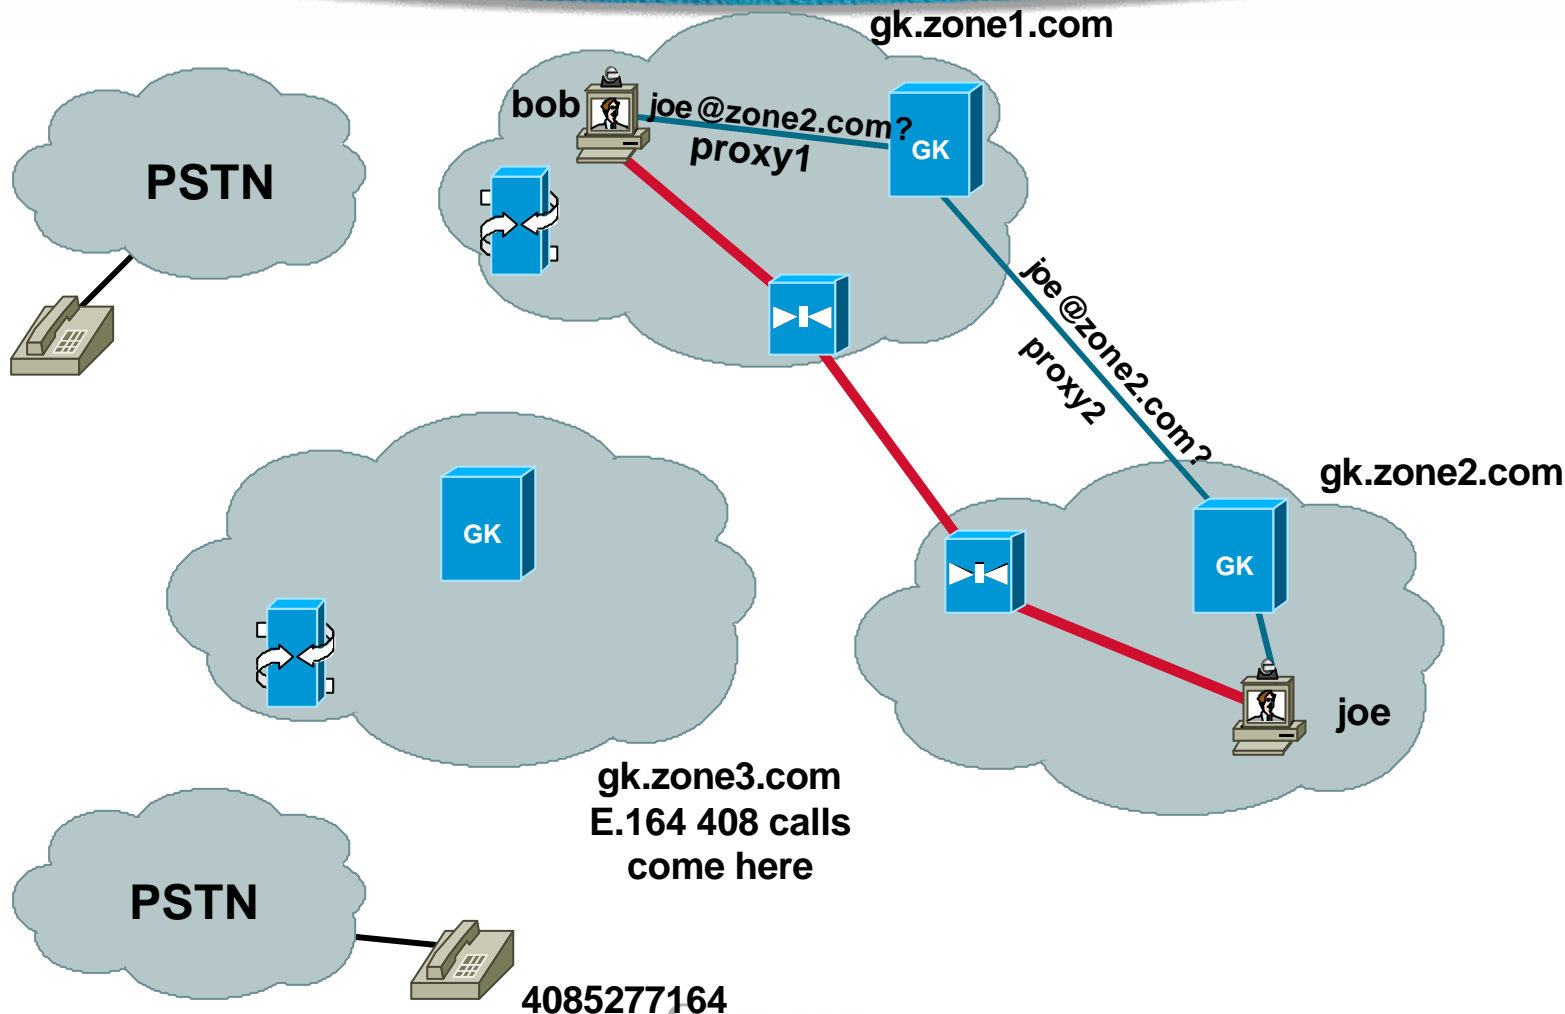 gk.zone1.com
bob
joe@zone2.com?
proxy1
GK
PSTN
joe@zone2.com?
proxy2
gk.zone2.com
GK
GK
joe
gk.zone3.com
E.164 408 calls
come here
PSTN
4085277164